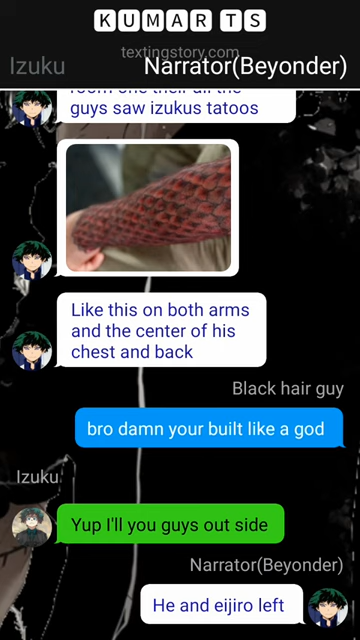 KUMAR TS
textingstory.com
Izuku
Narrator(Beyonder)
room one their all the
guys saw izukus tatoos
Like this on both arms
and the center of his
chest and back
Black hair guy
bro damn your built like a god
Izuku
Yup I'll you guys out side
Narrator(Beyonder)
He and eijiro left